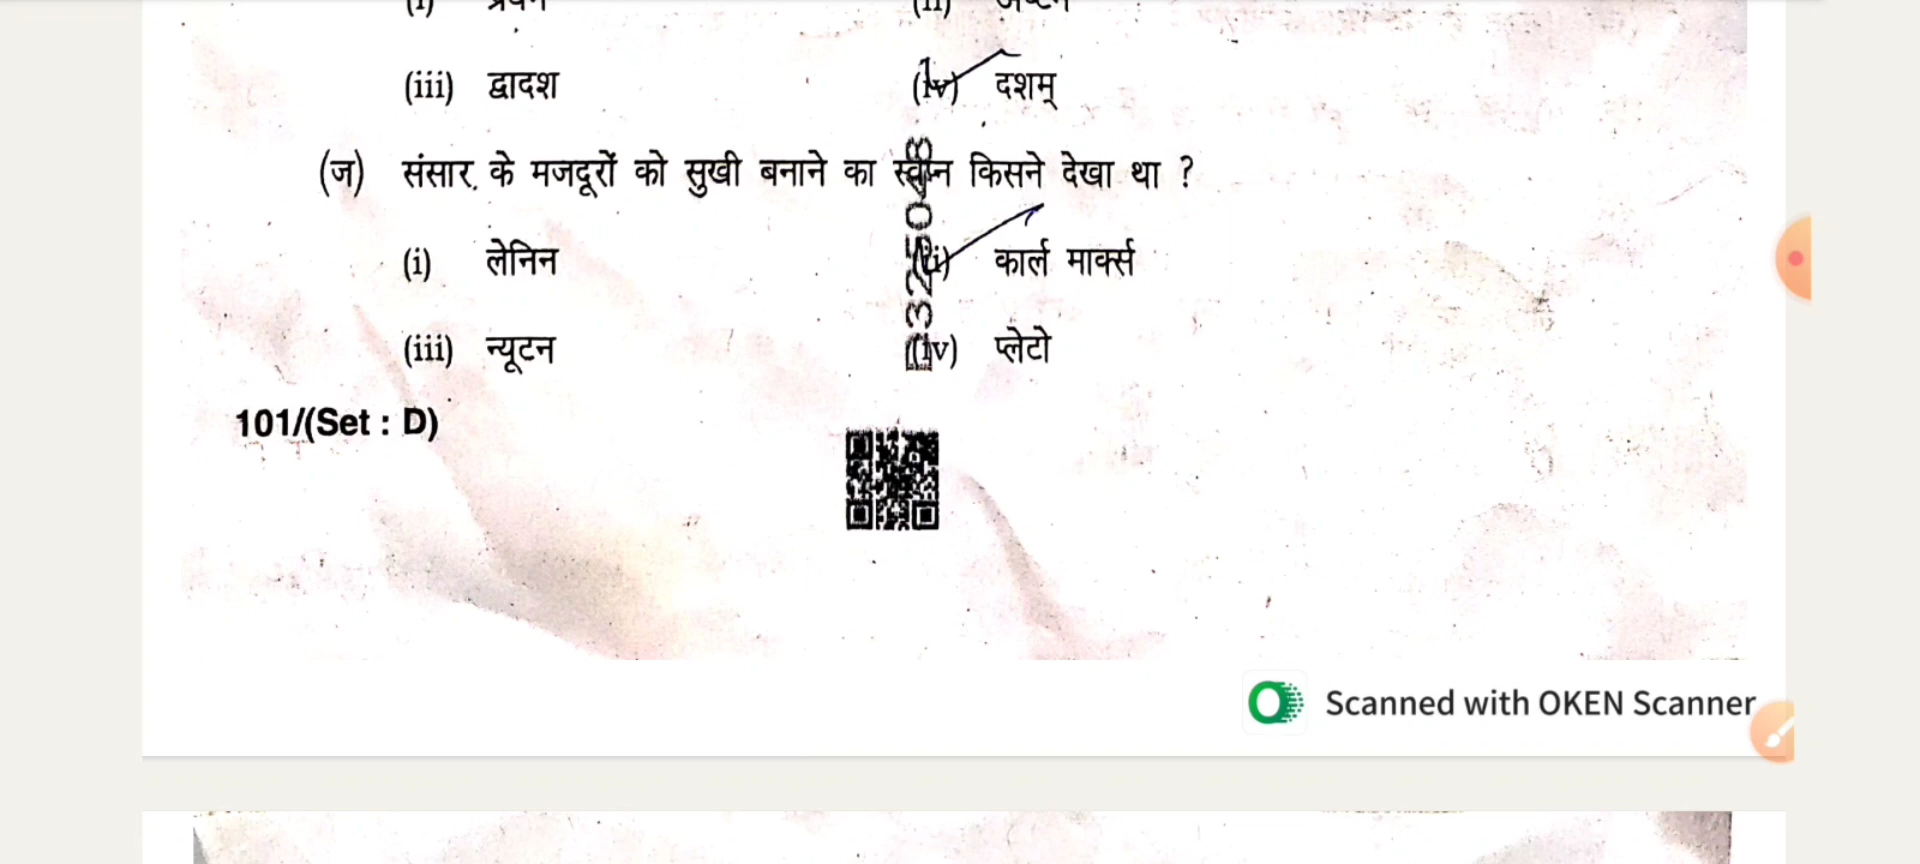 (iii) द्वादश (iv) दशम्
(ज) संसार के मजदूरों को सुखी बनाने का स्वप्न किसने देखा था ?
(i) लेनिन (ii) कार्ल मार्क्स
(iii) न्यूटन (iv) प्लेटो
101/(Set : D)
Scanned with OKEN Scanner